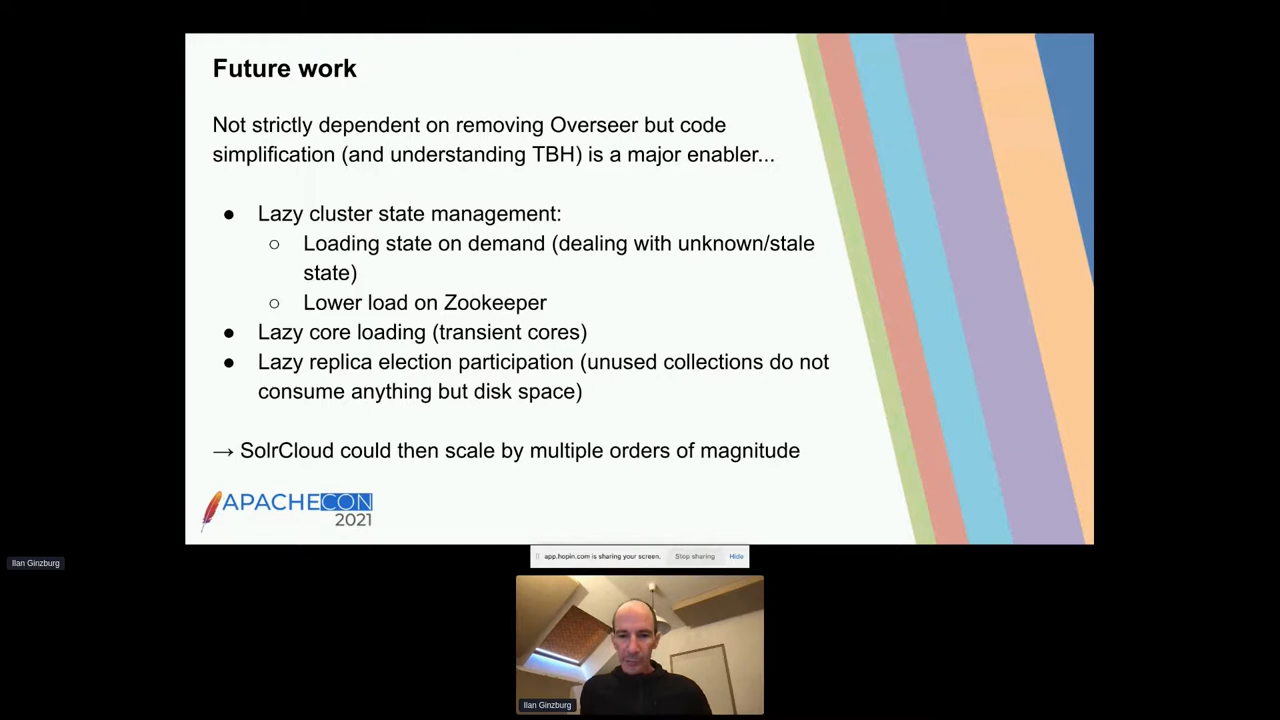 Future work
Not strictly dependent on removing Overseer but code
simplification (and understanding TBH) is a major enabler...
● Lazy cluster state management:
○ Loading state on demand (dealing with unknown/stale
state)
○ Lower load on Zookeeper
● Lazy core loading (transient cores)
● Lazy replica election participation (unused collections do not
consume anything but disk space)
→ SolrCloud could then scale by multiple orders of magnitude
APACHECON
2021
app.hopin.com is sharing your screen. Stop sharing Hide
Ilan Ginzburg
Ilan Ginzburg